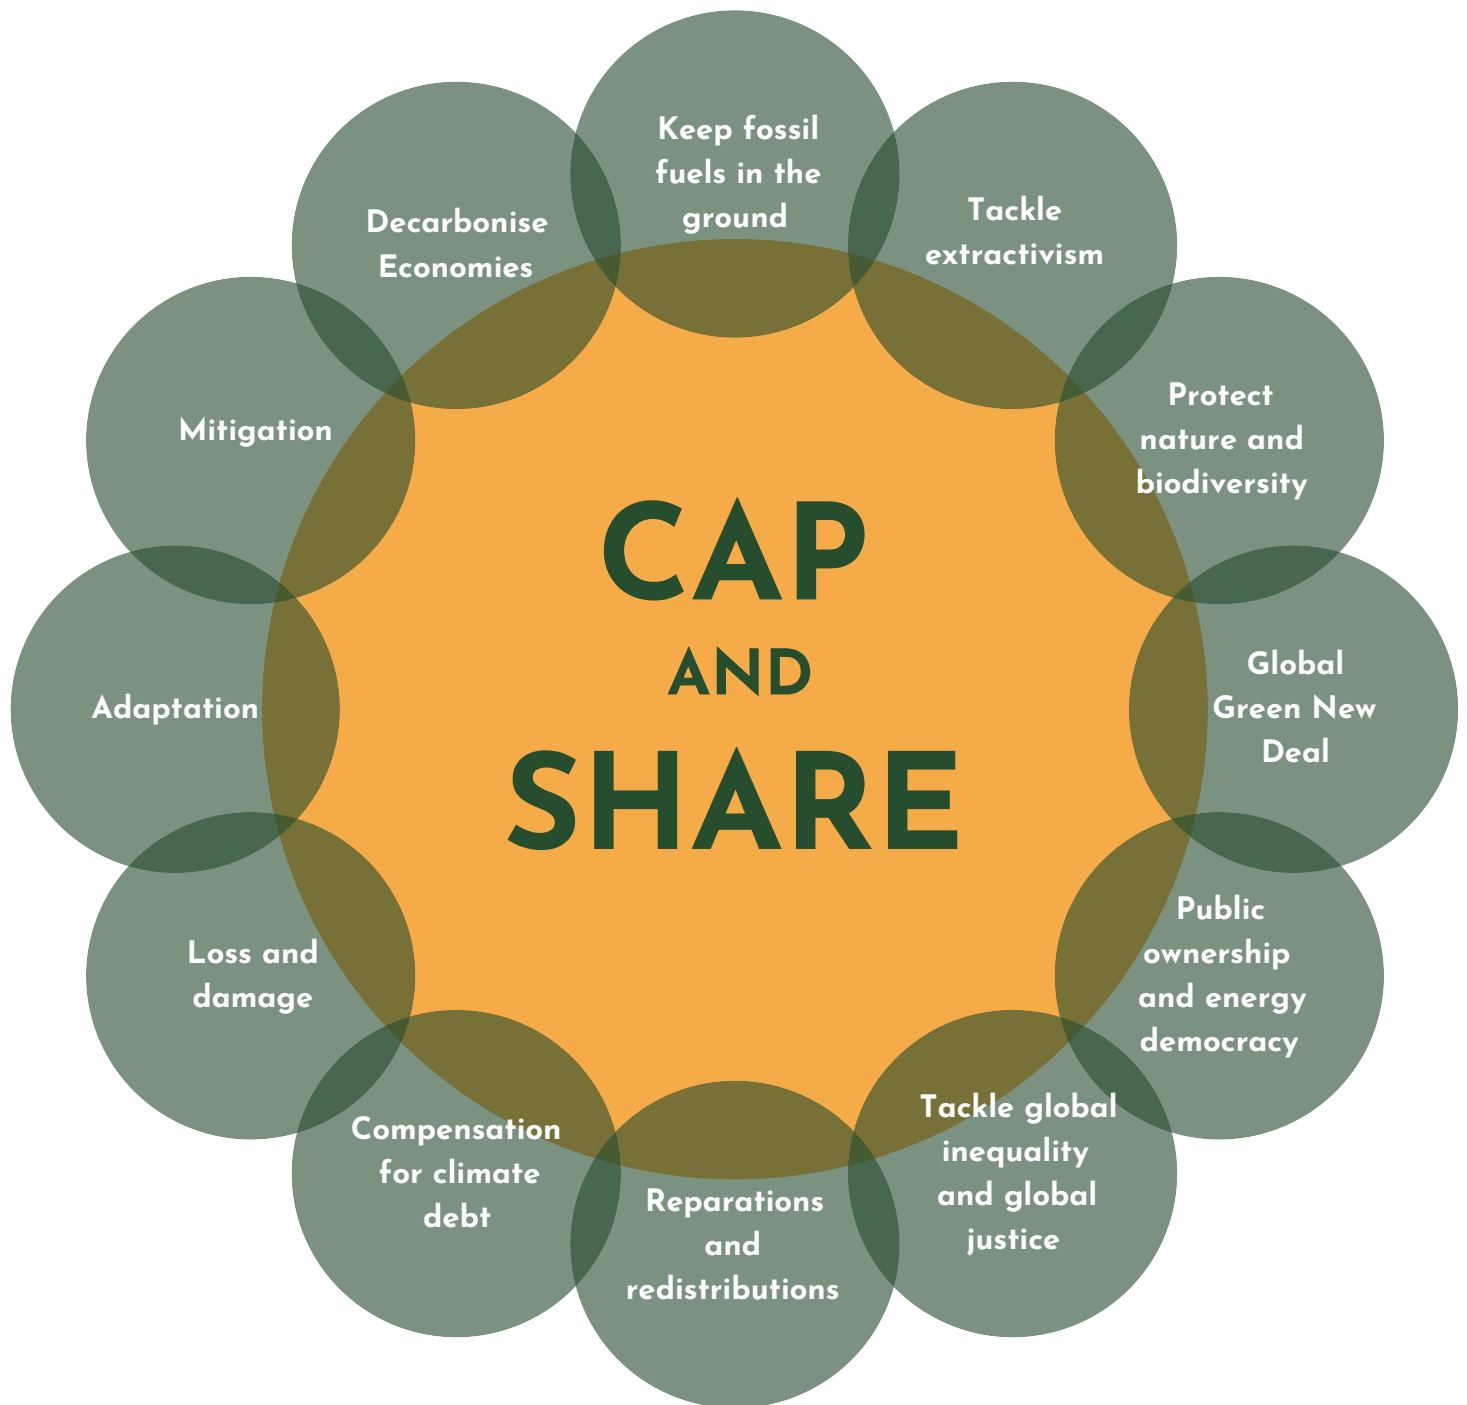 Keep fossil
fuels in the
ground
Tackle
extractivism
Protect
nature and
biodiversity
Global
Green New
Deal
Public
ownership
and energy
democracy
Tackle global
inequality
and global
justice
Reparations
and
redistributions
Compensation
for climate
debt
Loss and
damage
Adaptation
Mitigation
Decarbonise
Economies
CAP
AND
SHARE